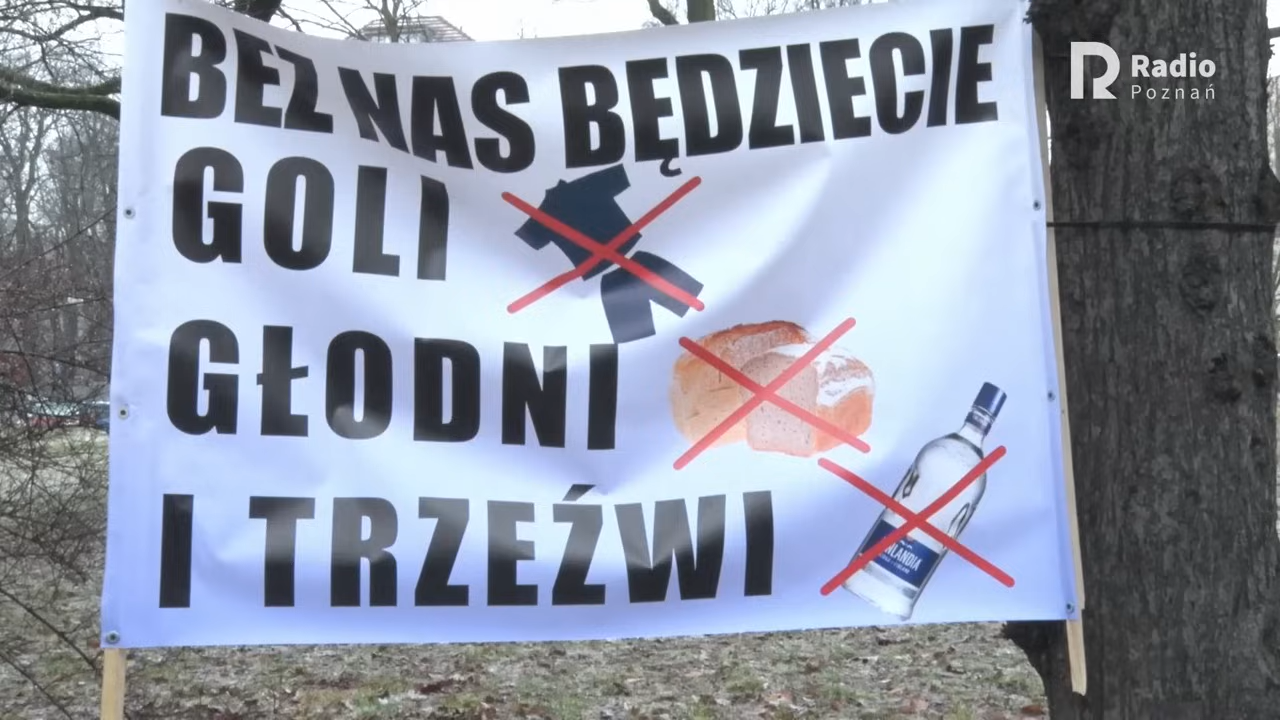 BEZ NAS BĘDZIECIE
GOLI
GŁODNI
I TRZEŹWI
Radio
Poznań